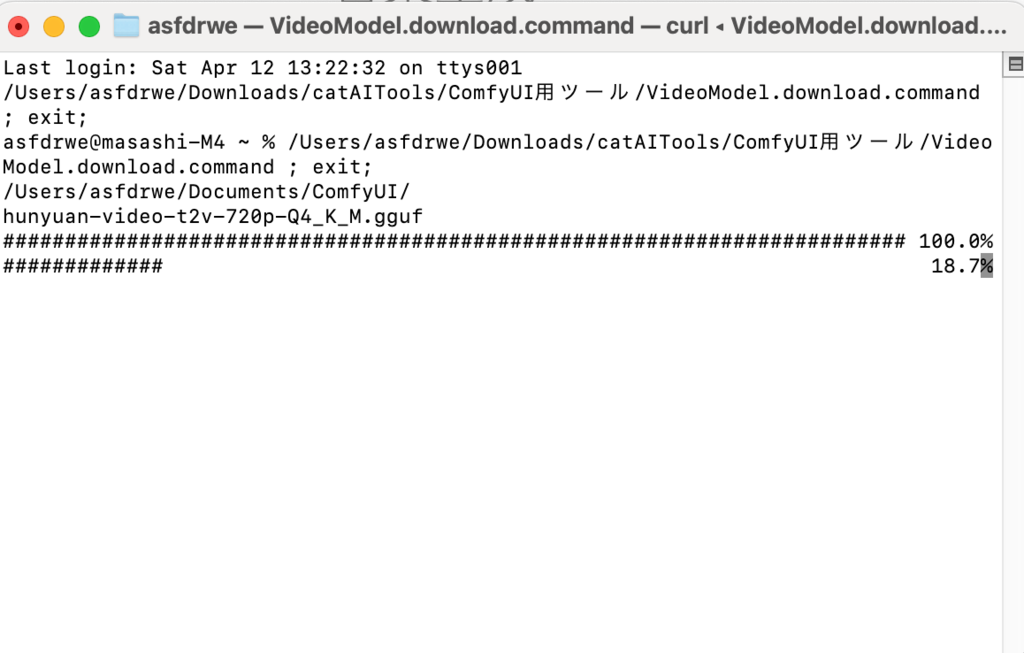 asfdrwe — VideoModel.download.command — curl ◂ VideoModel.download....
Last login: Sat Apr 12 13:22:32 on ttys001
/Users/asfdrwe/Downloads/catAITools/ComfyUI用ツール/VideoModel.download.command
; exit;
asfdrwe@masashi-M4 ~ % /Users/asfdrwe/Downloads/catAITools/ComfyUI用ツール/Video
Model.download.command ; exit;
/Users/asfdrwe/Documents/ComfyUI/
hunyuan-video-t2v-720p-Q4_K_M.gguf
######################################################################### 100.0%
############# 18.7%